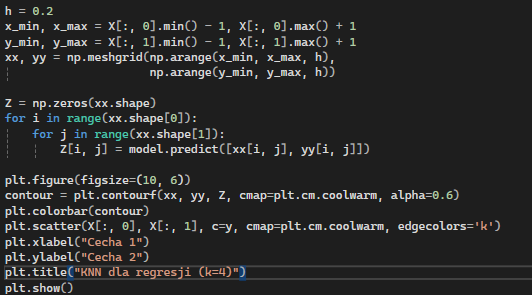 h = 0.2
x_min, x_max = X[:, 0].min() - 1, X[:, 0].max() + 1
y_min, y_max = X[:, 1].min() - 1, X[:, 1].max() + 1
xx, yy = np.meshgrid(np.arange(x_min, x_max, h),
                     np.arange(y_min, y_max, h))

Z = np.zeros(xx.shape)
for i in range(xx.shape[0]):
    for j in range(xx.shape[1]):
        Z[i, j] = model.predict([xx[i, j], yy[i, j]])

plt.figure(figsize=(10, 6))
contour = plt.contourf(xx, yy, Z, cmap=plt.cm.coolwarm, alpha=0.6)
plt.colorbar(contour)
plt.scatter(X[:, 0], X[:, 1], c=y, cmap=plt.cm.coolwarm, edgecolors='k')
plt.xlabel("Cecha 1")
plt.ylabel("Cecha 2")
plt.title("KNN dla regresji (k=4)")
plt.show()